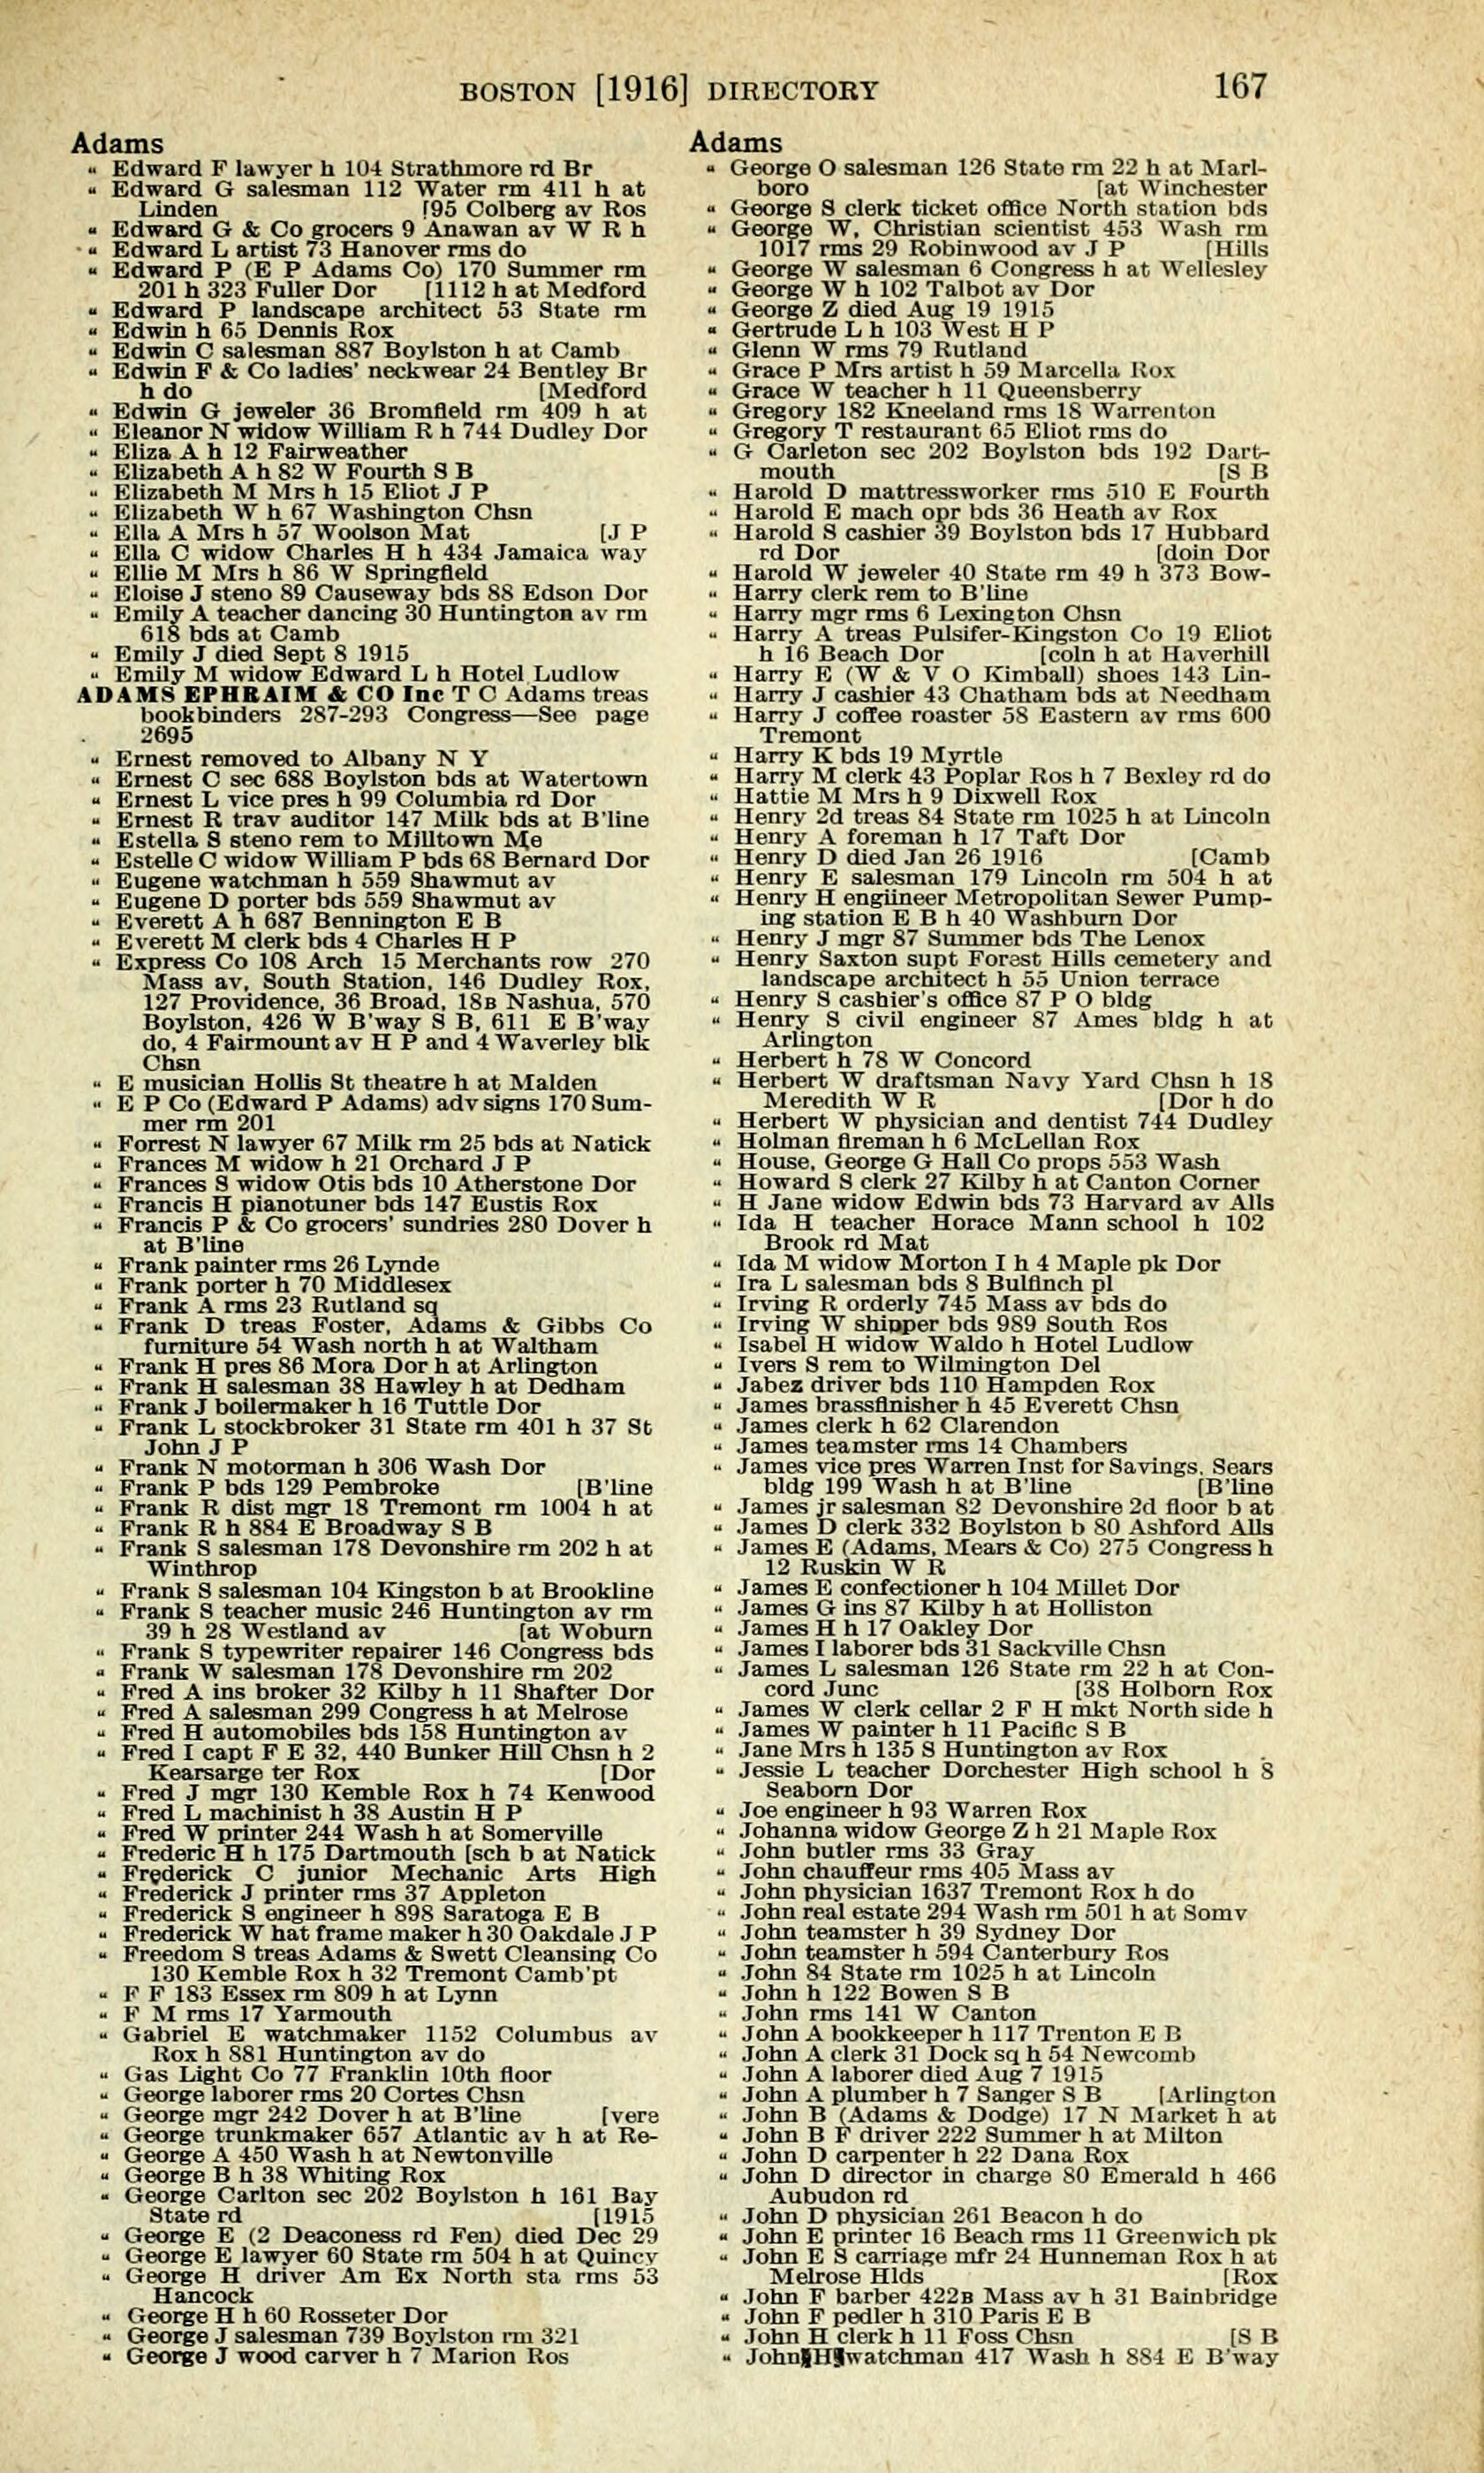 BOSTON [1916] DIRECTORY 167
Adams
" Edward F lawyer h 104 Strathmore rd Br
" Edward G salesman 112 Water rm 411 h at
Linden [95 Colberg av Ros
" Edward G & Co grocers 9 Anawan av W R h
" Edward L artist 73 Hanover rms do
" Edward P (E P Adams Co) 170 Summer rm
201 h 323 Fuller Dor [1112 h at Medford
" Edward P landscape architect 53 State rm
" Edwin h 65 Dennis Rox
" Edwin C salesman 887 Boylston h at Camb
" Edwin F & Co ladies' neckwear 24 Bentley Br
h do [Medford
" Edwin G jeweler 36 Bromfield rm 409 h at
" Eleanor N widow William R h 744 Dudley Dor
" Eliza A h 12 Fairweather
" Elizabeth A h 82 W Fourth S B
" Elizabeth M Mrs h 15 Eliot J P
" Elizabeth W h 67 Washington Chsn
" Ella A Mrs h 57 Woolson Mat [J P
" Ella C widow Charles H h 434 Jamaica way
" Ellie M Mrs h 86 W Springfield
" Eloise J steno 89 Causeway bds 88 Edson Dor
" Emily A teacher dancing 30 Huntington av rm
618 bds at Camb
" Emily J died Sept 8 1915
" Emily M widow Edward L h Hotel Ludlow
ADAMS EPHRAIM & CO Inc T C Adams treas
bookbinders 287-293 Congress—See page
2695
" Ernest removed to Albany N Y
" Ernest C sec 688 Boylston bds at Watertown
" Ernest L vice pres h 99 Columbia rd Dor
" Ernest R trav auditor 147 Milk bds at B'line
" Estella S steno rem to Milltown Me
" Estelle C widow William P bds 68 Bernard Dor
" Eugene watchman h 559 Shawmut av
" Eugene D porter bds 559 Shawmut av
" Everett A h 687 Bennington E B
" Everett M clerk bds 4 Charles H P
" Express Co 108 Arch 15 Merchants row 270
Mass av, South Station, 146 Dudley Rox,
127 Providence, 36 Broad, 18B Nashua, 570
Boylston, 426 W B'way S B, 611 E B'way
do, 4 Fairmount av H P and 4 Waverley blk
Chsn
" E musician Hollis St theatre h at Malden
" E P Co (Edward P Adams) adv signs 170 Sum-
mer rm 201
" Forrest N lawyer 67 Milk rm 25 bds at Natick
" Frances M widow h 21 Orchard J P
" Frances S widow Otis bds 10 Atherstone Dor
" Francis H pianotuner bds 147 Eustis Rox
" Francis P & Co grocers' sundries 280 Dover h
at B'line
" Frank painter rms 26 Lynde
" Frank porter h 70 Middlesex
" Frank A rms 23 Rutland sq
" Frank D treas Foster, Adams & Gibbs Co
furniture 54 Wash north h at Waltham
" Frank H pres 86 Mora Dor h at Arlington
" Frank H salesman 38 Hawley h at Dedham
" Frank J boilermaker h 16 Tuttle Dor
" Frank L stockbroker 31 State rm 401 h 37 St
John J P
" Frank N motorman h 306 Wash Dor
" Frank P bds 129 Pembroke [B'line
" Frank R dist mgr 18 Tremont rm 1004 h at
" Frank R h 884 E Broadway S B
" Frank S salesman 178 Devonshire rm 202 h at
Winthrop
" Frank S salesman 104 Kingston b at Brookline
" Frank S teacher music 246 Huntington av rm
39 h 28 Westland av [at Woburn
" Frank S typewriter repairer 146 Congress bds
" Frank W salesman 178 Devonshire rm 202
" Fred A ins broker 32 Kilby h 11 Shafter Dor
" Fred A salesman 299 Congress h at Melrose
" Fred H automobiles bds 158 Huntington av
" Fred I capt F E 32, 440 Bunker Hill Chsn h 2
Kearsarge ter Rox [Dor
" Fred J mgr 130 Kemble Rox h 74 Kenwood
" Fred L machinist h 38 Austin H P
" Fred W printer 244 Wash h at Somerville
" Frederic H h 175 Dartmouth [sch b at Natick
" Frederick C junior Mechanic Arts High
" Frederick J printer rms 37 Appleton
" Frederick S engineer h 898 Saratoga E B
" Frederick W hat frame maker h 30 Oakdale J P
" Freedom S treas Adams & Swett Cleansing Co
130 Kemble Rox h 32 Tremont Camb'pt
" F F 183 Essex rm 809 h at Lynn
" F M rms 17 Yarmouth
" Gabriel E watchmaker 1152 Columbus av
Rox h 881 Huntington av do
" Gas Light Co 77 Franklin 10th floor
" George laborer rms 20 Cortes Chsn
" George mgr 242 Dover h at B'line [vere
" George trunkmaker 657 Atlantic av h at Re-
" George A 450 Wash h at Newtonville
" George B h 38 Whiting Rox
" George Carlton sec 202 Boylston h 161 Bay
State rd [1915
" George E (2 Deaconess rd Fen) died Dec 29
" George E lawyer 60 State rm 504 h at Quincy
" George H driver Am Ex North sta rms 53
Hancock
" George H h 60 Rosseter Dor
" George J salesman 739 Boylston rm 321
" George J wood carver h 7 Marion Ros
Adams
" George O salesman 126 State rm 22 h at Marl-
boro [at Winchester
" George S clerk ticket office North station bds
" George W, Christian scientist 453 Wash rm
1017 rms 29 Robinwood av J P [Hills
" George W salesman 6 Congress h at Wellesley
" George W h 102 Talbot av Dor
" George Z died Aug 19 1915
" Gertrude L h 103 West H P
" Glenn W rms 79 Rutland
" Grace P Mrs artist h 59 Marcella Rox
" Grace W teacher h 11 Queensberry
" Gregory 182 Kneeland rms 18 Warrenton
" Gregory T restaurant 65 Eliot rms do
" G Carleton sec 202 Boylston bds 192 Dart-
mouth [S B
" Harold D mattressworker rms 510 E Fourth
" Harold E mach opr bds 36 Heath av Rox
" Harold S cashier 39 Boylston bds 17 Hubbard
rd Dor [doin Dor
" Harold W jeweler 40 State rm 49 h 373 Bow-
" Harry clerk rem to B'line
" Harry mgr rms 6 Lexington Chsn
" Harry A treas Pulsifer-Kingston Co 19 Eliot
h 16 Beach Dor [coln h at Haverhill
" Harry E (W & V O Kimball) shoes 143 Lin-
" Harry J cashier 43 Chatham bds at Needham
" Harry J coffee roaster 58 Eastern av rms 600
Tremont
" Harry K bds 19 Myrtle
" Harry M clerk 43 Poplar Ros h 7 Bexley rd do
" Hattie M Mrs h 9 Dixwell Rox
" Henry 2d treas 84 State rm 1025 h at Lincoln
" Henry A foreman h 17 Taft Dor
" Henry D died Jan 26 1916 [Camb
" Henry E salesman 179 Lincoln rm 504 h at
" Henry H engiineer Metropolitan Sewer Pump-
ing station E B h 40 Washburn Dor
" Henry J mgr 87 Summer bds The Lenox
" Henry Saxton supt Forest Hills cemetery and
landscape architect h 55 Union terrace
" Henry S cashier's office 87 P O bldg
" Henry S civil engineer 87 Ames bldg h at
Arlington
" Herbert h 78 W Concord
" Herbert W draftsman Navy Yard Chsn h 18
Meredith W R [Dor h do
" Herbert W physician and dentist 744 Dudley
" Holman fireman h 6 McLellan Rox
" House, George G Hall Co props 553 Wash
" Howard S clerk 27 Kilby h at Canton Corner
" H Jane widow Edwin bds 73 Harvard av Alls
" Ida H teacher Horace Mann school h 102
Brook rd Mat
" Ida M widow Morton I h 4 Maple pk Dor
" Ira L salesman bds 8 Bulfinch pl
" Irving R orderly 745 Mass av bds do
" Irving W shipper bds 989 South Ros
" Isabel H widow Waldo h Hotel Ludlow
" Ivers S rem to Wilmington Del
" Jabez driver bds 110 Hampden Rox
" James brassfinisher h 45 Everett Chsn
" James clerk h 62 Clarendon
" James teamster rms 14 Chambers
" James vice pres Warren Inst for Savings, Sears
bldg 199 Wash h at B'line [B'line
" James jr salesman 82 Devonshire 2d floor b at
" James D clerk 332 Boylston b 80 Ashford Alls
" James E (Adams, Mears & Co) 275 Congress h
12 Ruskin W R
" James E confectioner h 104 Millet Dor
" James G ins 87 Kilby h at Holliston
" James H h 17 Oakley Dor
" James I laborer bds 31 Sackville Chsn
" James L salesman 126 State rm 22 h at Con-
cord Junc [38 Holborn Rox
" James W clerk cellar 2 F H mkt North side h
" James W painter h 11 Pacific S B
" Jane Mrs h 135 S Huntington av Rox
" Jessie L teacher Dorchester High school h 8
Seaborn Dor
" Joe engineer h 93 Warren Rox
" Johanna widow George Z h 21 Maple Rox
" John butler rms 33 Gray
" John chauffeur rms 405 Mass av
" John physician 1637 Tremont Rox h do
" John real estate 294 Wash rm 501 h at Somv
" John teamster h 39 Sydney Dor
" John teamster h 594 Canterbury Ros
" John 84 State rm 1025 h at Lincoln
" John h 122 Bowen S B
" John rms 141 W Canton
" John A bookkeeper h 117 Trenton E B
" John A clerk 31 Dock sq h 54 Newcomb
" John A laborer died Aug 7 1915
" John A plumber h 7 Sanger S B [Arlington
" John B (Adams & Dodge) 17 N Market h at
" John B F driver 222 Summer h at Milton
" John D carpenter h 22 Dana Rox
" John D director in charge 80 Emerald h 466
Aubudon rd
" John D physician 261 Beacon h do
" John E printer 16 Beach rms 11 Greenwich pk
" John E S carriage mfr 24 Hunneman Rox h at
Melrose Hlds [Rox
" John F barber 422B Mass av h 31 Bainbridge
" John F pedler h 310 Paris E B
" John H clerk h 11 Foss Chsn [S B
" John H watchman 417 Wash h 884 E B'way